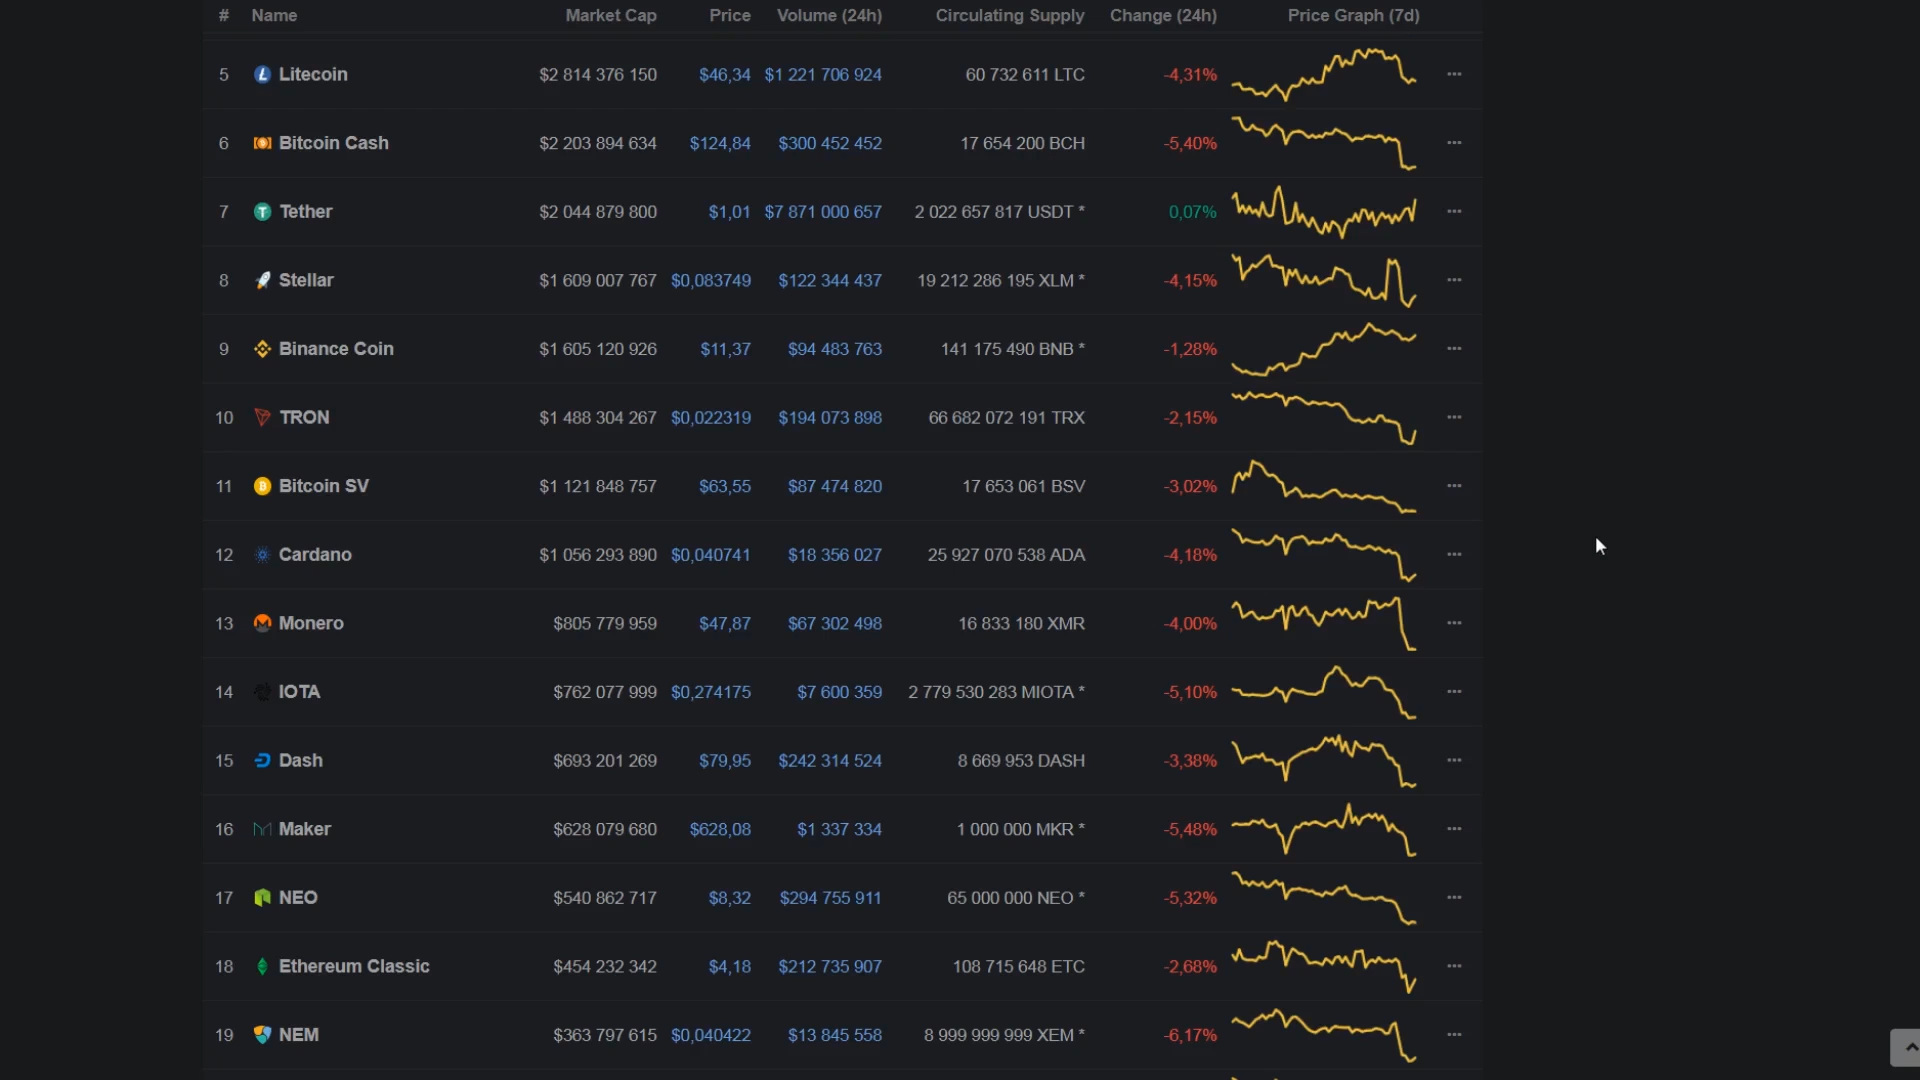 # Name Market Cap Price Volume (24h) Circulating Supply Change (24h) Price Graph (7d)
5 Litecoin $2 814 376 150 $46,34 $1 221 706 924 60 732 611 LTC -4,31%
6 Bitcoin Cash $2 203 894 634 $124,84 $300 452 452 17 654 200 BCH -5,40%
7 Tether $2 044 879 800 $1,01 $7 871 000 657 2 022 657 817 USDT * 0,07%
8 Stellar $1 609 007 767 $0,083749 $122 344 437 19 212 286 195 XLM * -4,15%
9 Binance Coin $1 605 120 926 $11,37 $94 483 763 141 175 490 BNB * -1,28%
10 TRON $1 488 304 267 $0,022319 $194 073 898 66 682 072 191 TRX -2,15%
11 Bitcoin SV $1 121 848 757 $63,55 $87 474 820 17 653 061 BSV -3,02%
12 Cardano $1 056 293 890 $0,040741 $18 356 027 25 927 070 538 ADA -4,18%
13 Monero $805 779 959 $47,87 $67 302 498 16 833 180 XMR -4,00%
14 IOTA $762 077 999 $0,274175 $7 600 359 2 779 530 283 MIOTA * -5,10%
15 Dash $693 201 269 $79,95 $242 314 524 8 669 953 DASH -3,38%
16 Maker $628 079 680 $628,08 $1 337 334 1 000 000 MKR * -5,48%
17 NEO $540 862 717 $8,32 $294 755 911 65 000 000 NEO * -5,32%
18 Ethereum Classic $454 232 342 $4,18 $212 735 907 108 715 648 ETC -2,68%
19 NEM $363 797 615 $0,040422 $13 845 558 8 999 999 999 XEM * -6,17%